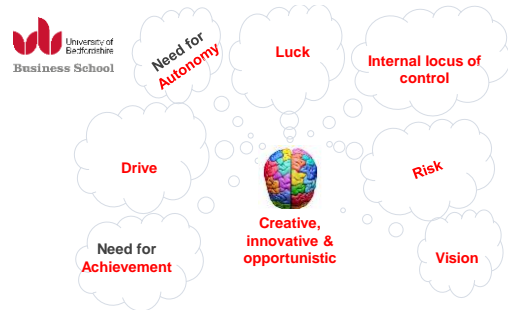 University of
Bedfordshire
Business School
Need for
Autonomy
Luck
Internal locus of
control
Drive
Risk
Creative,
innovative &
opportunistic
Need for
Achievement
Vision